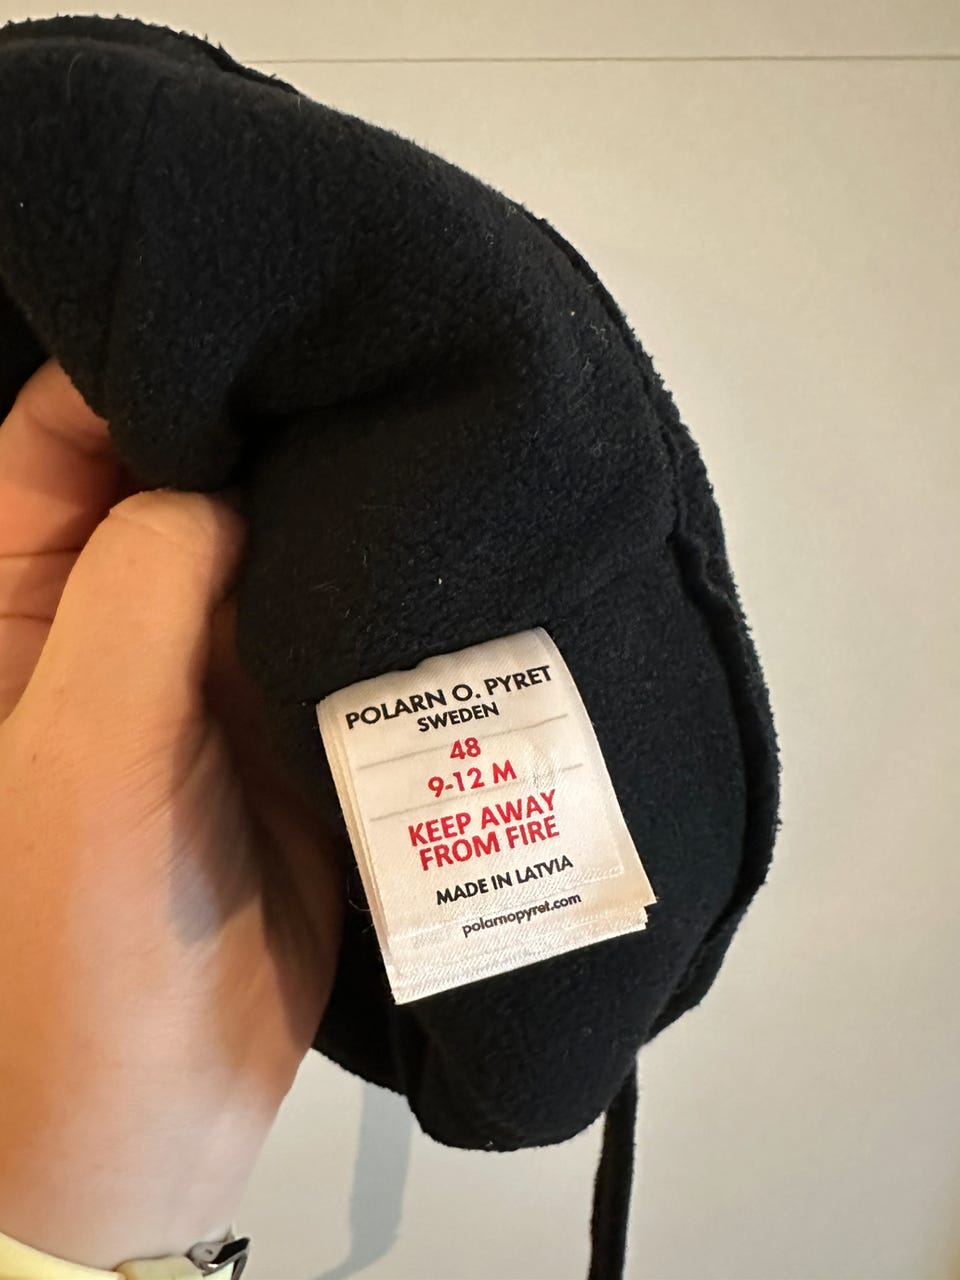 POLARN O. PYRET
SWEDEN
48
9-12 M
KEEP AWAY
FROM FIRE
MADE IN LATVIA
polarnopyret.com